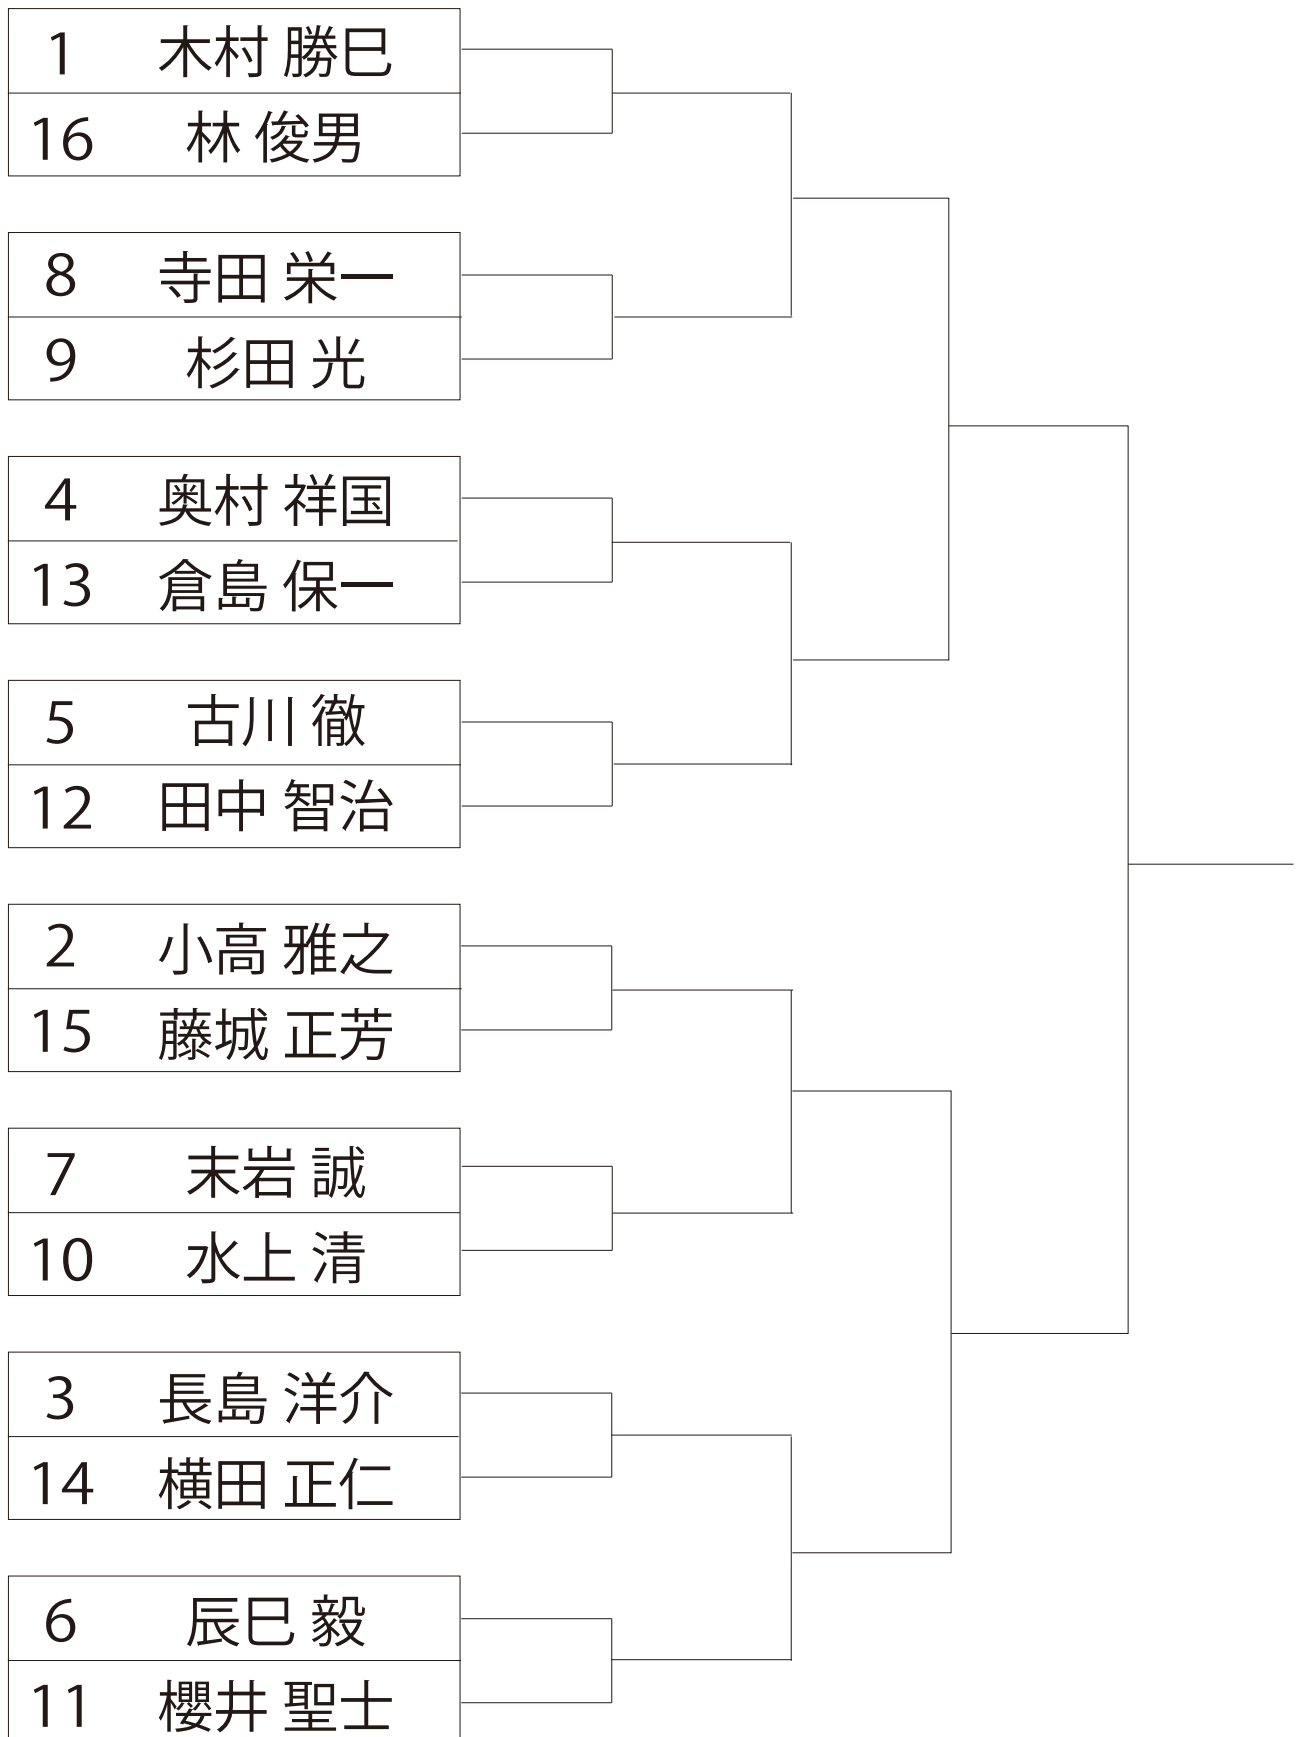 1 木村 勝巳
16 林 俊男
8 寺田 栄一
9 杉田 光
4 奥村 祥国
13 倉島 保一
5 古川 徹
12 田中 智治
2 小高 雅之
15 藤城 正芳
7 末岩 誠
10 水上 清
3 長島 洋介
14 横田 正仁
6 辰巳 毅
11 櫻井 聖士